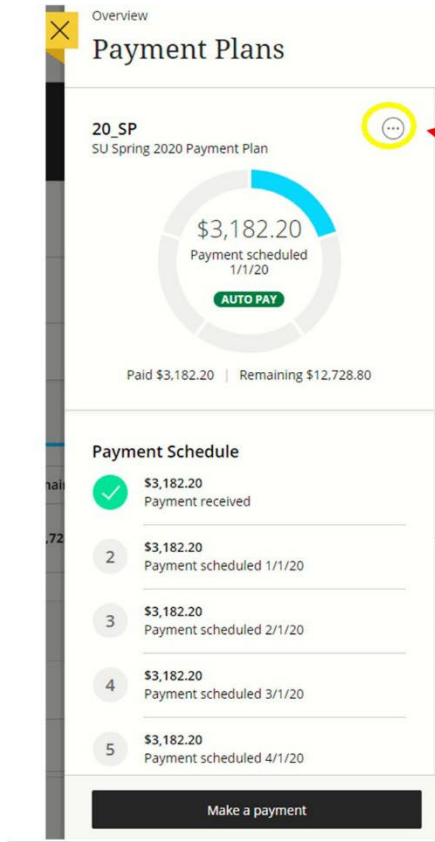 Overview
Payment Plans
20_SP
SU Spring 2020 Payment Plan
$3,182.20
Payment scheduled
1/1/20
AUTO PAY
Paid $3,182.20 | Remaining $12,728.80
Payment Schedule
$3,182.20
Payment received
2
$3,182.20
Payment scheduled 1/1/20
3
$3,182.20
Payment scheduled 2/1/20
4
$3,182.20
Payment scheduled 3/1/20
5
$3,182.20
Payment scheduled 4/1/20
Make a payment